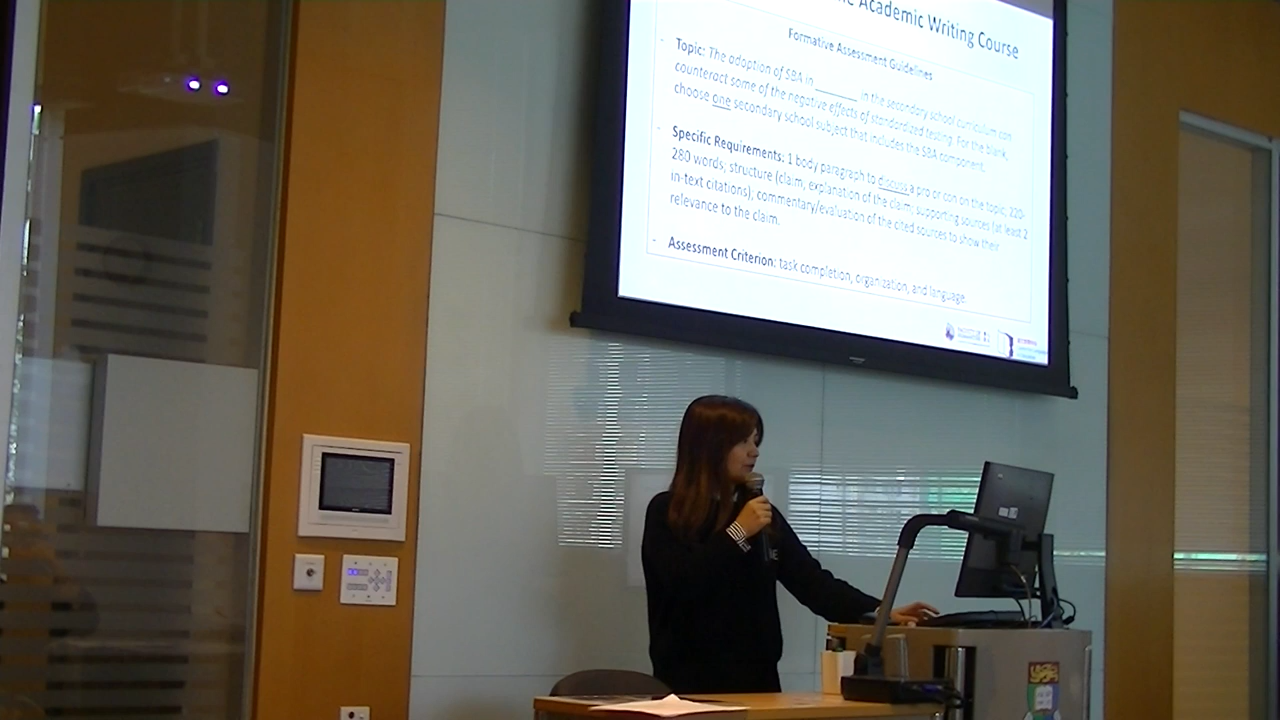 Academic Writing Course
Formative Assessment Guidelines
- Topic: The adoption of SBA in ______ in the secondary school curriculum can
counteract some of the negative effects of standardized testing. For the blank,
choose one secondary school subject that includes the SBA component.
- Specific Requirements: 1 body paragraph to discuss a pro or con on the topic; 220-
280 words; structure (claim, explanation of the claim; supporting sources (at least 2
in-text citations); commentary/evaluation of the cited sources to show their
relevance to the claim.
- Assessment Criterion: task completion, organization, and language.